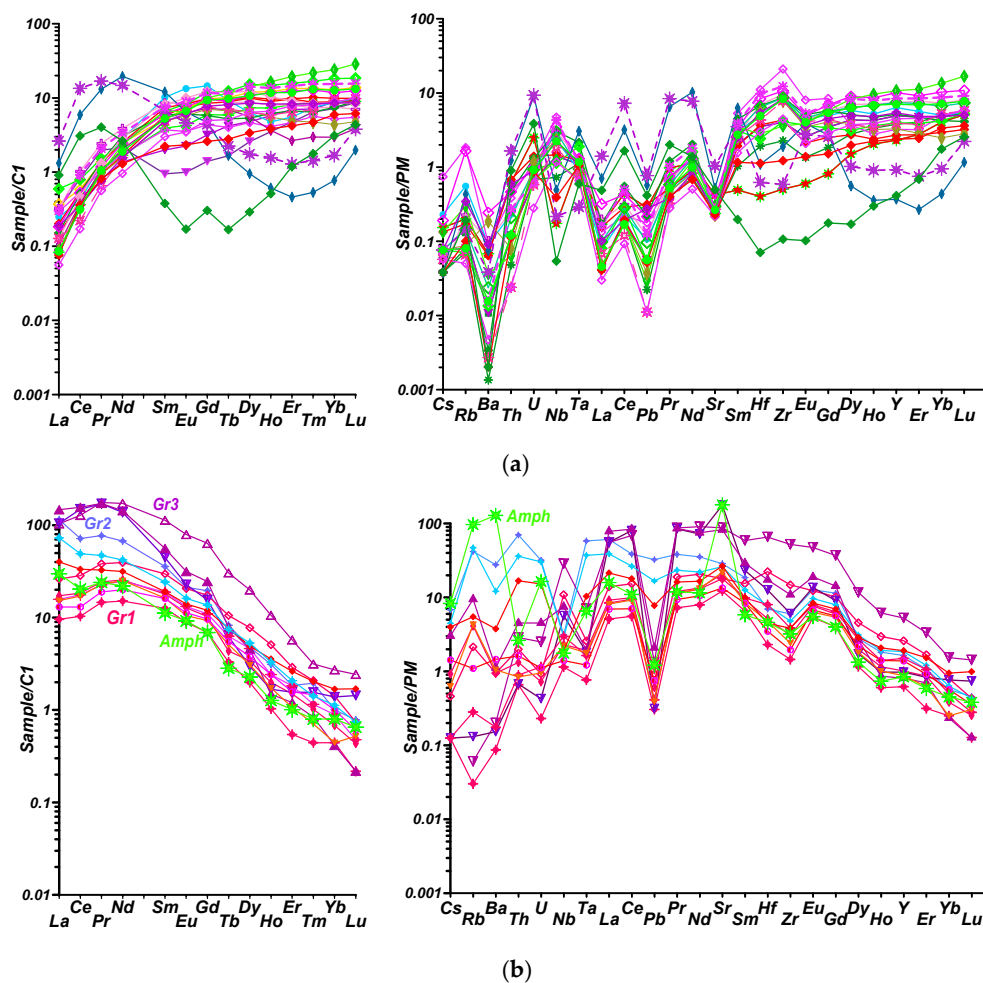 100
10
1
0.1
0.01
0.001
Sample/C1
La Ce Pr Nd Sm Eu Gd Tb Dy Ho Er Tm Yb Lu
100
10
1
0.1
0.01
0.001
Sample/PM
Cs Rb Ba Th U Nb Ta La Ce Pb Pr Nd Sr Sm Hf Zr Eu Gd Dy Ho Y Er Yb Lu
(a)
100
10
1
0.1
0.01
Sample/C1
Gr3
Gr2
Gr1
Amph
Amph
La Ce Pr Nd Sm Eu Gd Tb Dy Ho Er Tm Yb Lu
100
10
1
0.1
0.01
0.001
Sample/PM
Amph
Cs Rb Ba Th U Nb Ta La Ce Pb Pr Nd Sr Sm Hf Zr Eu Gd Dy Ho Y Er Yb Lu
(b)